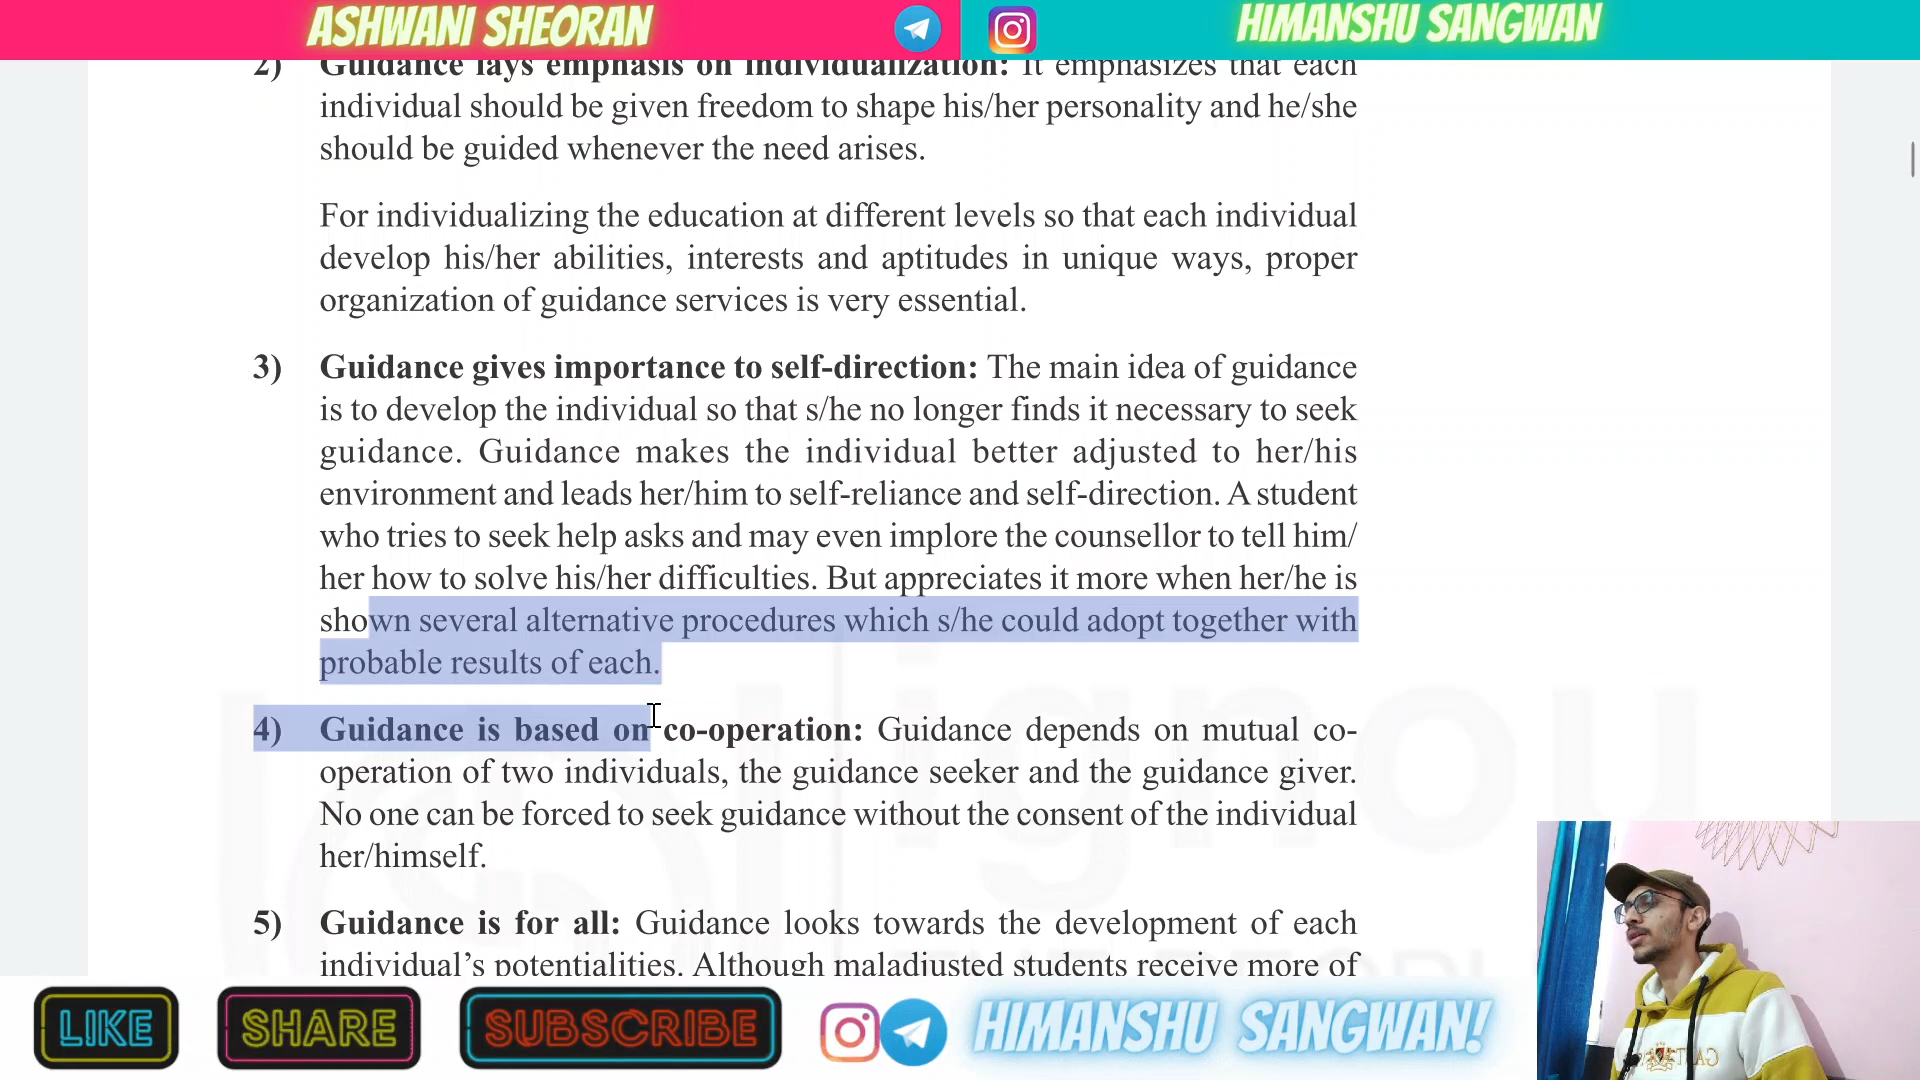 ASHWANI SHEORAN
HIMANSHU SANGWAN
2) Guidance lays emphasis on individualization: It emphasizes that each
individual should be given freedom to shape his/her personality and he/she
should be guided whenever the need arises.
For individualizing the education at different levels so that each individual
develop his/her abilities, interests and aptitudes in unique ways, proper
organization of guidance services is very essential.
3) Guidance gives importance to self-direction: The main idea of guidance
is to develop the individual so that s/he no longer finds it necessary to seek
guidance. Guidance makes the individual better adjusted to her/his
environment and leads her/him to self-reliance and self-direction. A student
who tries to seek help asks and may even implore the counsellor to tell him/
her how to solve his/her difficulties. But appreciates it more when her/he is
shown several alternative procedures which s/he could adopt together with
probable results of each.
4) Guidance is based on co-operation: Guidance depends on mutual co-
operation of two individuals, the guidance seeker and the guidance giver.
No one can be forced to seek guidance without the consent of the individual
her/himself.
5) Guidance is for all: Guidance looks towards the development of each
individual's potentialities. Although maladjusted students receive more of
ignou
LIKE
SHARE
SUBSCRIBE
HIMANSHU SANGWAN!